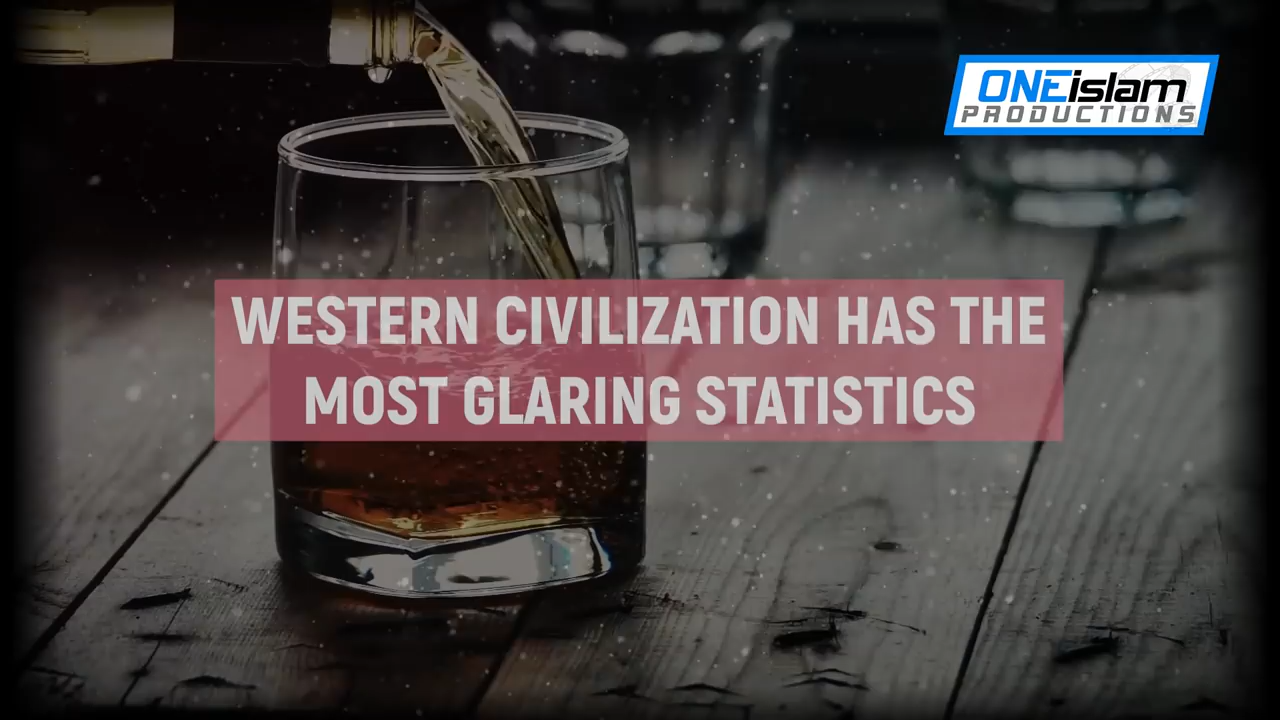 ONEislam
PRODUCTIONS
WESTERN CIVILIZATION HAS THE
MOST GLARING STATISTICS